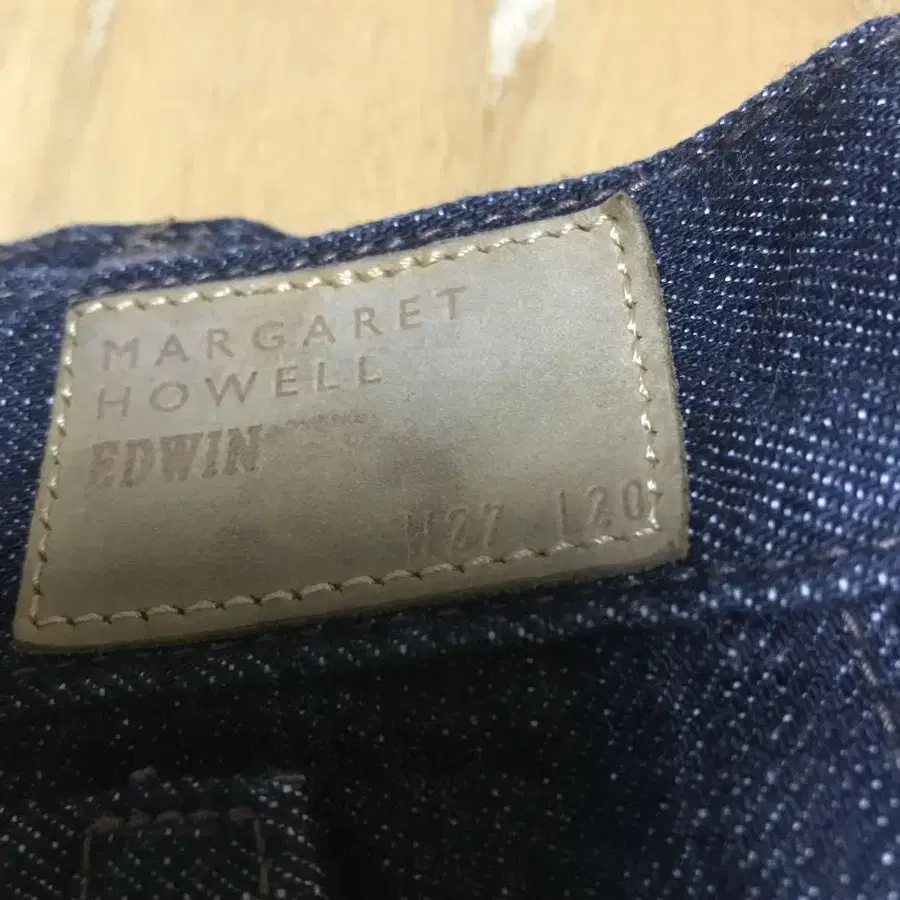 MARGARET
HOWELL
EDWIN
W27 L20